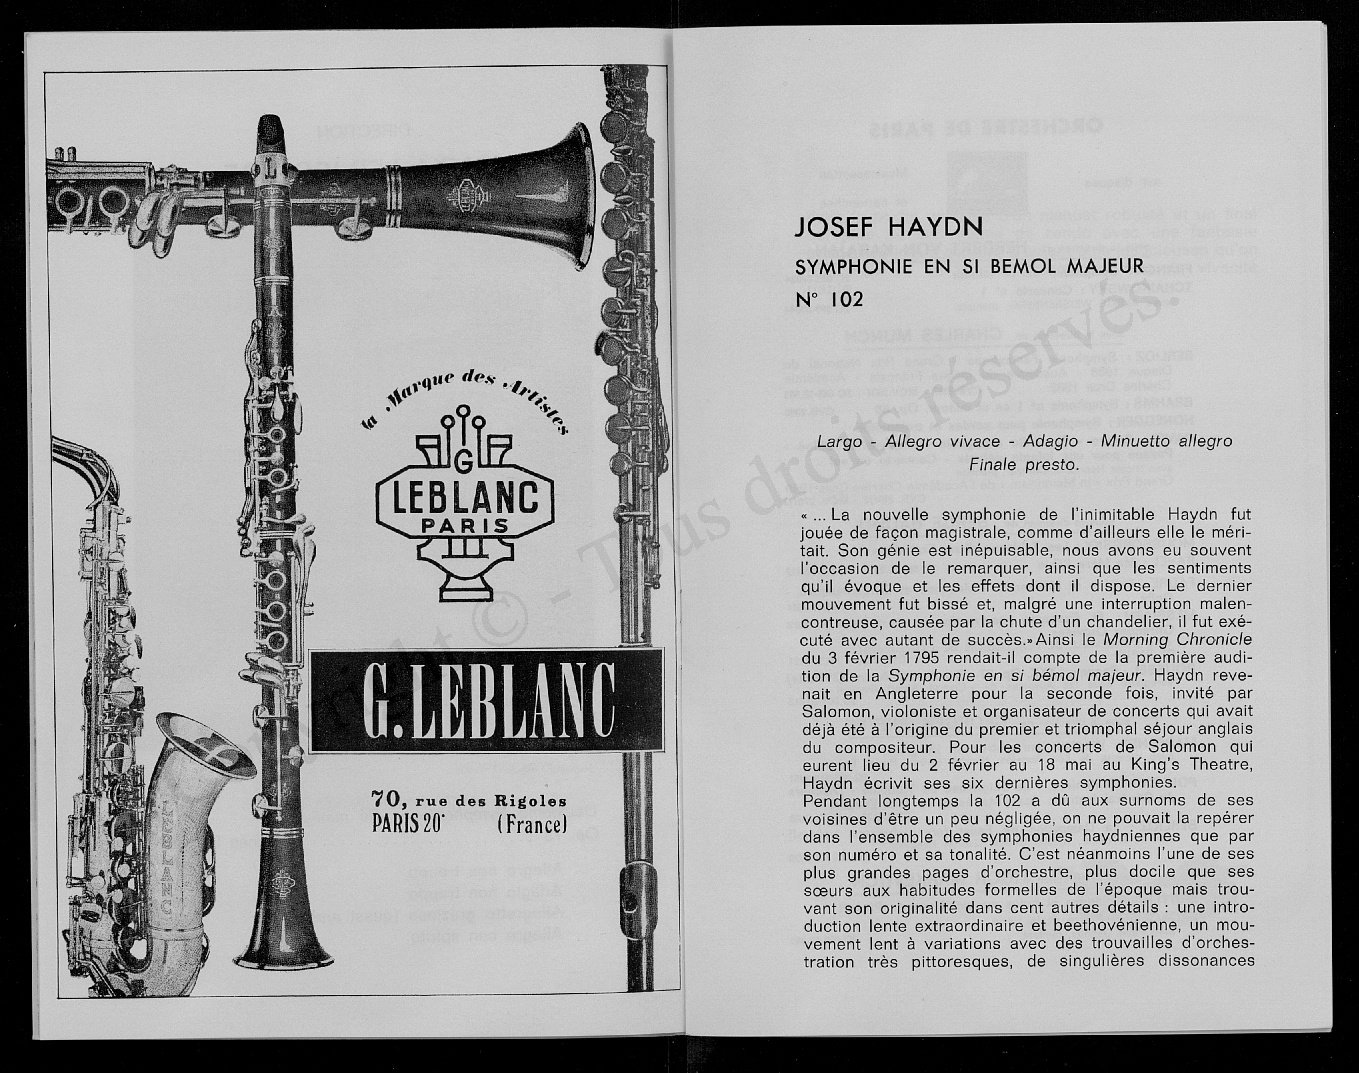 la Marque des Artistes
G
LEBLANC
PARIS
G. LEBLANC
70, rue des Rigoles
PARIS 20e (France)
LEBLANC
JOSEF HAYDN
SYMPHONIE EN SI BEMOL MAJEUR
N° 102
Largo - Allegro vivace - Adagio - Minuetto allegro
Finale presto.
« ... La nouvelle symphonie de l'inimitable Haydn fut
jouée de façon magistrale, comme d'ailleurs elle le méri-
tait. Son génie est inépuisable, nous avons eu souvent
l'occasion de le remarquer, ainsi que les sentiments
qu'il évoque et les effets dont il dispose. Le dernier
mouvement fut bissé et, malgré une interruption malen-
contreuse, causée par la chute d'un chandelier, il fut exé-
cuté avec autant de succès.» Ainsi le Morning Chronicle
du 3 février 1795 rendait-il compte de la première audi-
tion de la Symphonie en si bémol majeur. Haydn reve-
nait en Angleterre pour la seconde fois, invité par
Salomon, violoniste et organisateur de concerts qui avait
déjà été à l'origine du premier et triomphal séjour anglais
du compositeur. Pour les concerts de Salomon qui
eurent lieu du 2 février au 18 mai au King's Theatre,
Haydn écrivit ses six dernières symphonies.
Pendant longtemps la 102 a dû aux surnoms de ses
voisines d'être un peu négligée, on ne pouvait la repérer
dans l'ensemble des symphonies haydniennes que par
son numéro et sa tonalité. C'est néanmoins l'une de ses
plus grandes pages d'orchestre, plus docile que ses
sœurs aux habitudes formelles de l'époque mais trou-
vant son originalité dans cent autres détails : une intro-
duction lente extraordinaire et beethovénienne, un mou-
vement lent à variations avec des trouvailles d'orches-
tration très pittoresques, de singulières dissonances
© - Tous droits réservés.